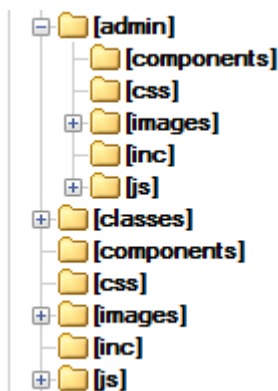 [admin]
[components]
[css]
[images]
[inc]
[js]
[classes]
[components]
[css]
[images]
[inc]
[js]